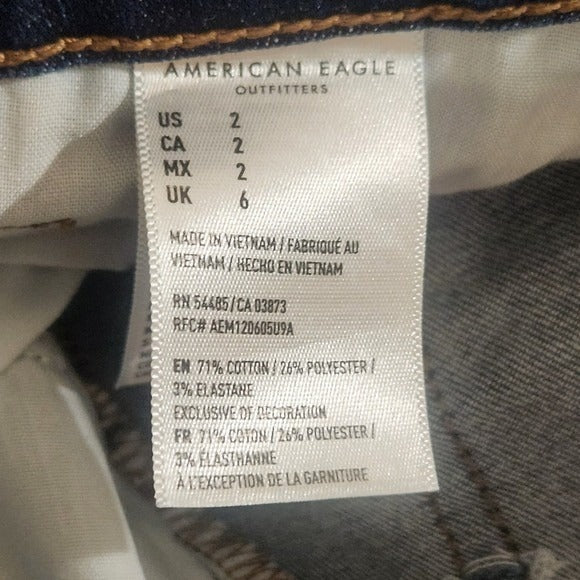 AMERICAN EAGLE
OUTFITTERS
US 2
CA 2
MX 2
UK 6
MADE IN VIETNAM / FABRIQUÉ AU
VIETNAM / HECHO EN VIETNAM
RN 54485 / CA 03873
RFC# AEM120605U9A
EN 71% COTTON / 26% POLYESTER /
3% ELASTANE
EXCLUSIVE OF DECORATION
FR 71% COTON / 26% POLYESTER /
3% ÉLASTHANNE
À L'EXCEPTION DE LA GARNITURE